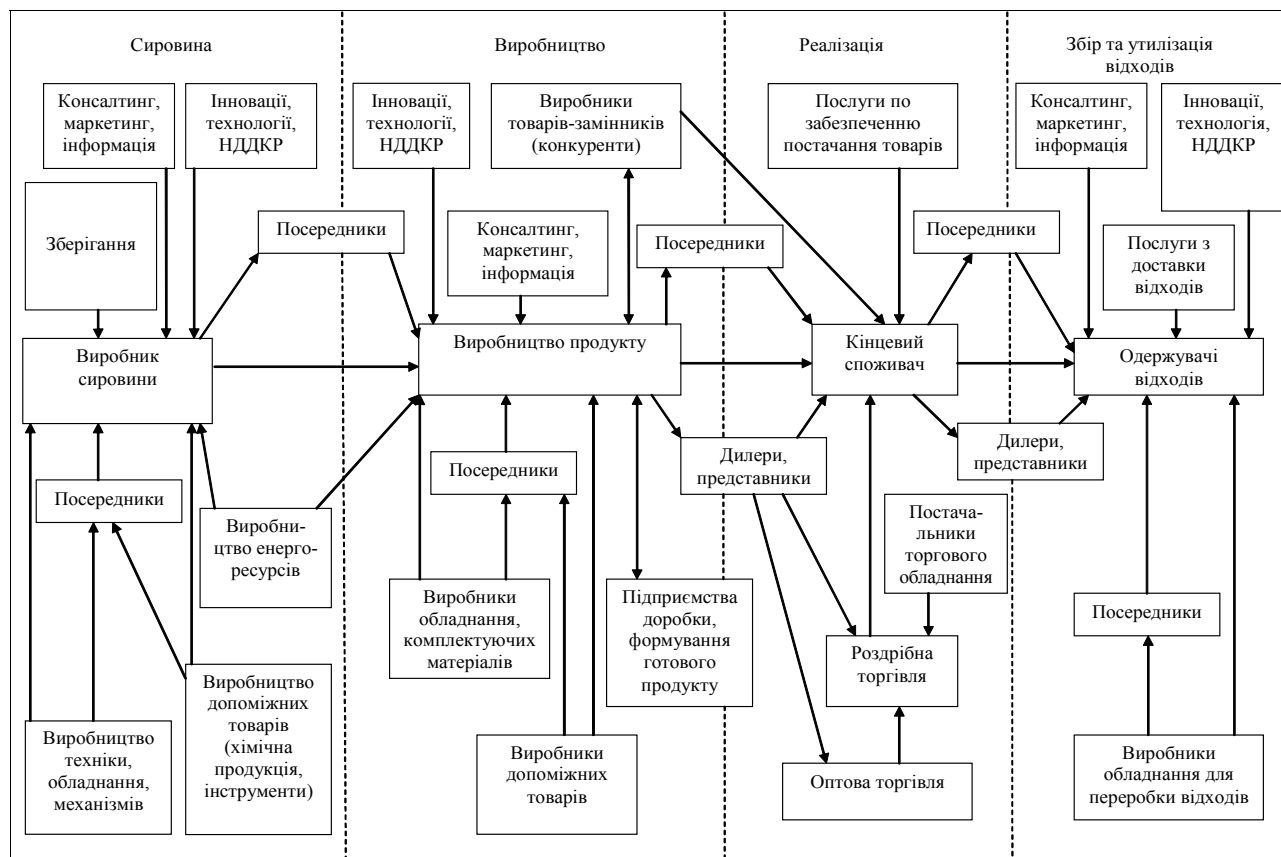 Сировина
Виробництво
Реалізація
Збір та утилізація
відходів
Консалтинг,
маркетинг,
інформація
Інновації,
технології,
НДДКР
Інновації,
технології,
НДДКР
Виробники
товарів-замінників
(конкуренти)
Послуги по
забезпеченню
постачання товарів
Консалтинг,
маркетинг,
інформація
Інновації,
технологія,
НДДКР
Зберігання
Посередники
Консалтинг,
маркетинг,
інформація
Посередники
Посередники
Послуги з
доставки
відходів
Виробник
сировини
Виробництво продукту
Кінцевий
споживач
Одержувачі
відходів
Посередники
Виробни-
цтво енерго-
ресурсів
Посередники
Дилери,
представники
Дилери,
представники
Постача-
льники
торгового
обладнання
Виробники
обладнання,
комплектуючих
матеріалів
Підприємства
доробки,
формування
готового
продукту
Роздрібна
торгівля
Посередники
Виробництво
техніки,
обладнання,
механізмів
Виробництво
допоміжних
товарів
(хімічна
продукція,
інструменти)
Виробники
допоміжних
товарів
Оптова торгівля
Виробники
обладнання для
переробки відходів